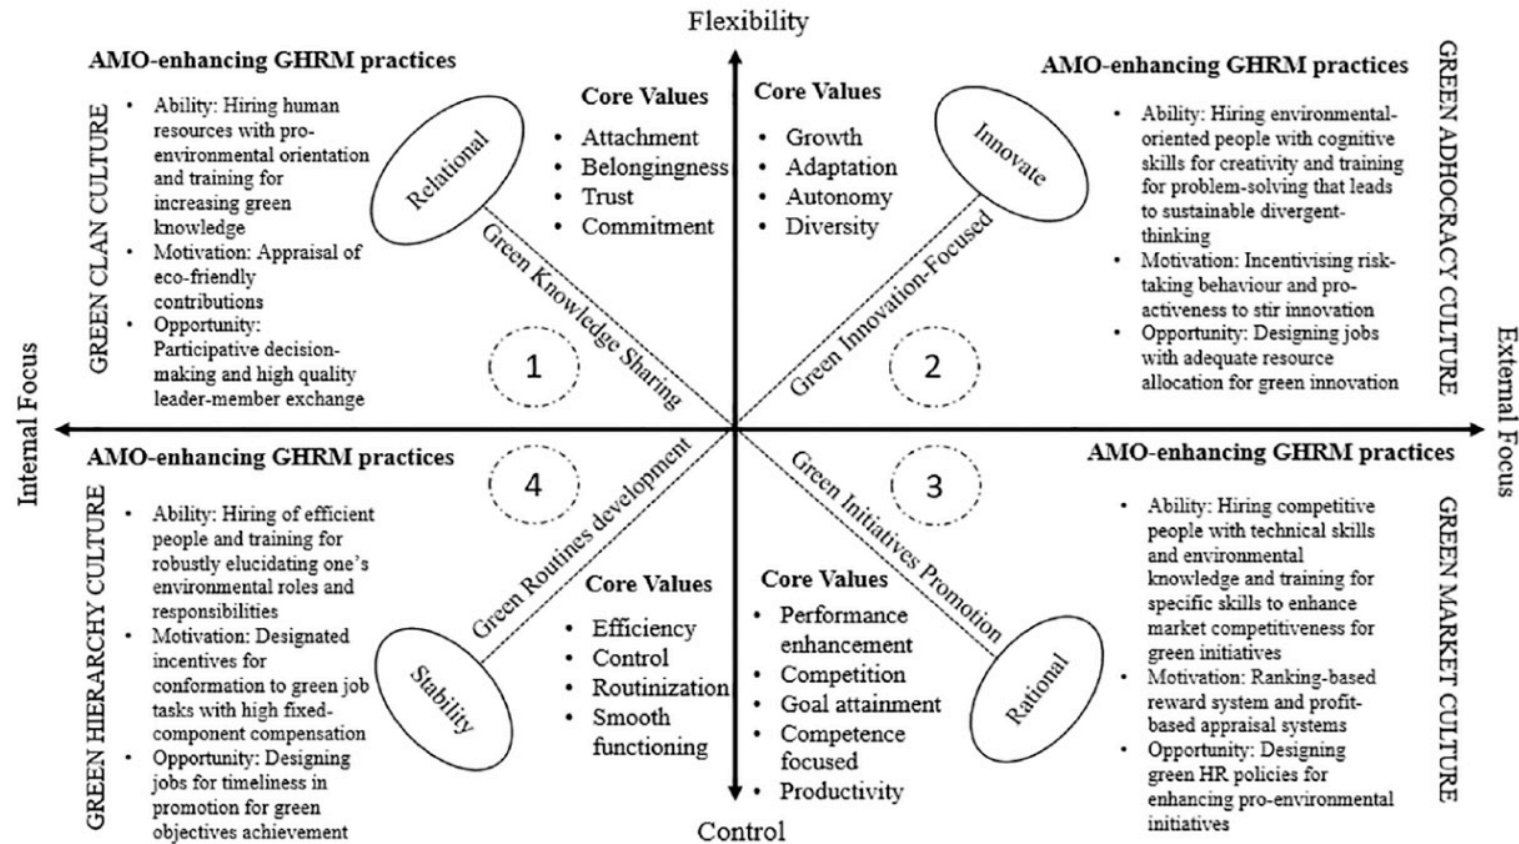 Flexibility
AMO-enhancing GHRM practices
GREEN CLAN CULTURE
• Ability: Hiring human
resources with pro-
environmental orientation
and training for
increasing green
knowledge
• Motivation: Appraisal of
eco-friendly
contributions
• Opportunity:
Participative decision-
making and high quality
leader-member exchange
Relational
Green Knowledge Sharing
Core Values
• Attachment
• Belongingness
• Trust
• Commitment
1
Core Values
• Growth
• Adaptation
• Autonomy
• Diversity
Innovate
Green Innovation-Focused
2
AMO-enhancing GHRM practices
• Ability: Hiring environmental-
oriented people with cognitive
skills for creativity and training
for problem-solving that leads
to sustainable divergent-
thinking
• Motivation: Incentivising risk-
taking behaviour and pro-
activeness to stir innovation
• Opportunity: Designing jobs
with adequate resource
allocation for green innovation
GREEN ADHOCRACY CULTURE
Internal Focus
External Focus
AMO-enhancing GHRM practices
GREEN HIERARCHY CULTURE
• Ability: Hiring of efficient
people and training for
robustly elucidating one's
environmental roles and
responsibilities
• Motivation: Designated
incentives for
conformation to green job
tasks with high fixed-
component compensation
• Opportunity: Designing
jobs for timeliness in
promotion for green
objectives achievement
4
Green Routines development
Stability
Core Values
• Efficiency
• Control
• Routinization
• Smooth
functioning
3
Green Initiatives Promotion
Rational
Core Values
• Performance
enhancement
• Competition
• Goal attainment
• Competence
focused
• Productivity
AMO-enhancing GHRM practices
• Ability: Hiring competitive
people with technical skills
and environmental
knowledge and training for
specific skills to enhance
market competitiveness for
green initiatives
• Motivation: Ranking-based
reward system and profit-
based appraisal systems
• Opportunity: Designing
green HR policies for
enhancing pro-environmental
initiatives
GREEN MARKET CULTURE
Control